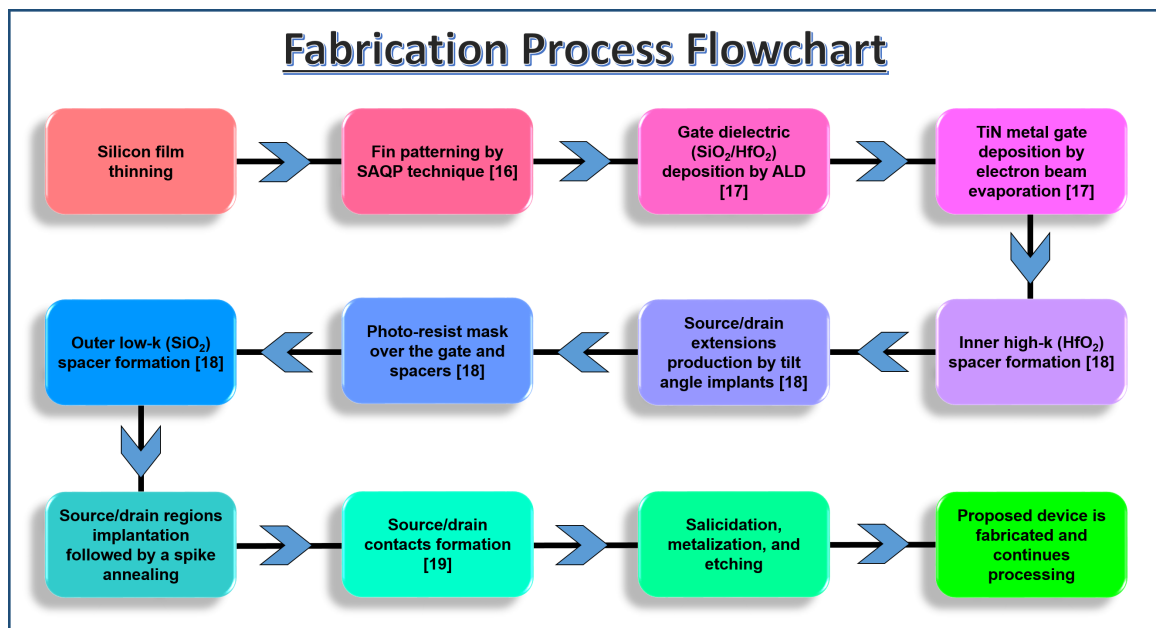 Fabrication Process Flowchart
Silicon film
thinning
Fin patterning by
SAQP technique [16]
Gate dielectric
(SiO₂/HfO₂)
deposition by ALD
[17]
TiN metal gate
deposition by
electron beam
evaporation [17]
Inner high-k (HfO₂)
spacer formation [18]
Source/drain
extensions
production by tilt
angle implants [18]
Photo-resist mask
over the gate and
spacers [18]
Outer low-k (SiO₂)
spacer formation [18]
Source/drain regions
implantation
followed by a spike
annealing
Source/drain
contacts formation
[19]
Salicidation,
metalization, and
etching
Proposed device is
fabricated and
continues
processing